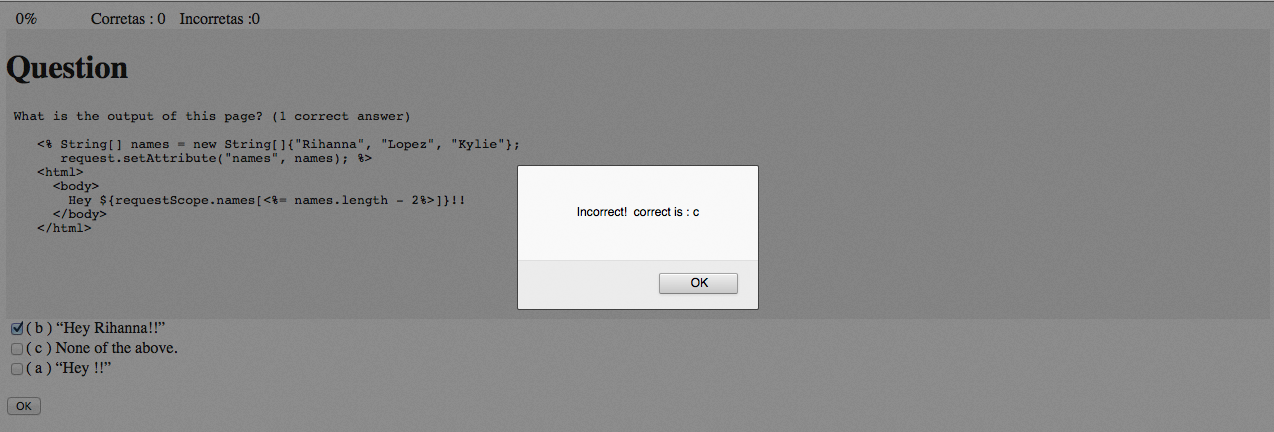 0% Corretas : 0 Incorretas :0
Question
What is the output of this page? (1 correct answer)
<% String[] names = new String[]{"Rihanna", "Lopez", "Kylie"};
request.setAttribute("names", names); %>
<html>
<body>
Hey ${requestScope.names[<%= names.length - 2%>]}!!
</body>
</html>
Incorrect! correct is : c
OK
( b ) “Hey Rihanna!!”
( c ) None of the above.
( a ) “Hey !!”
OK